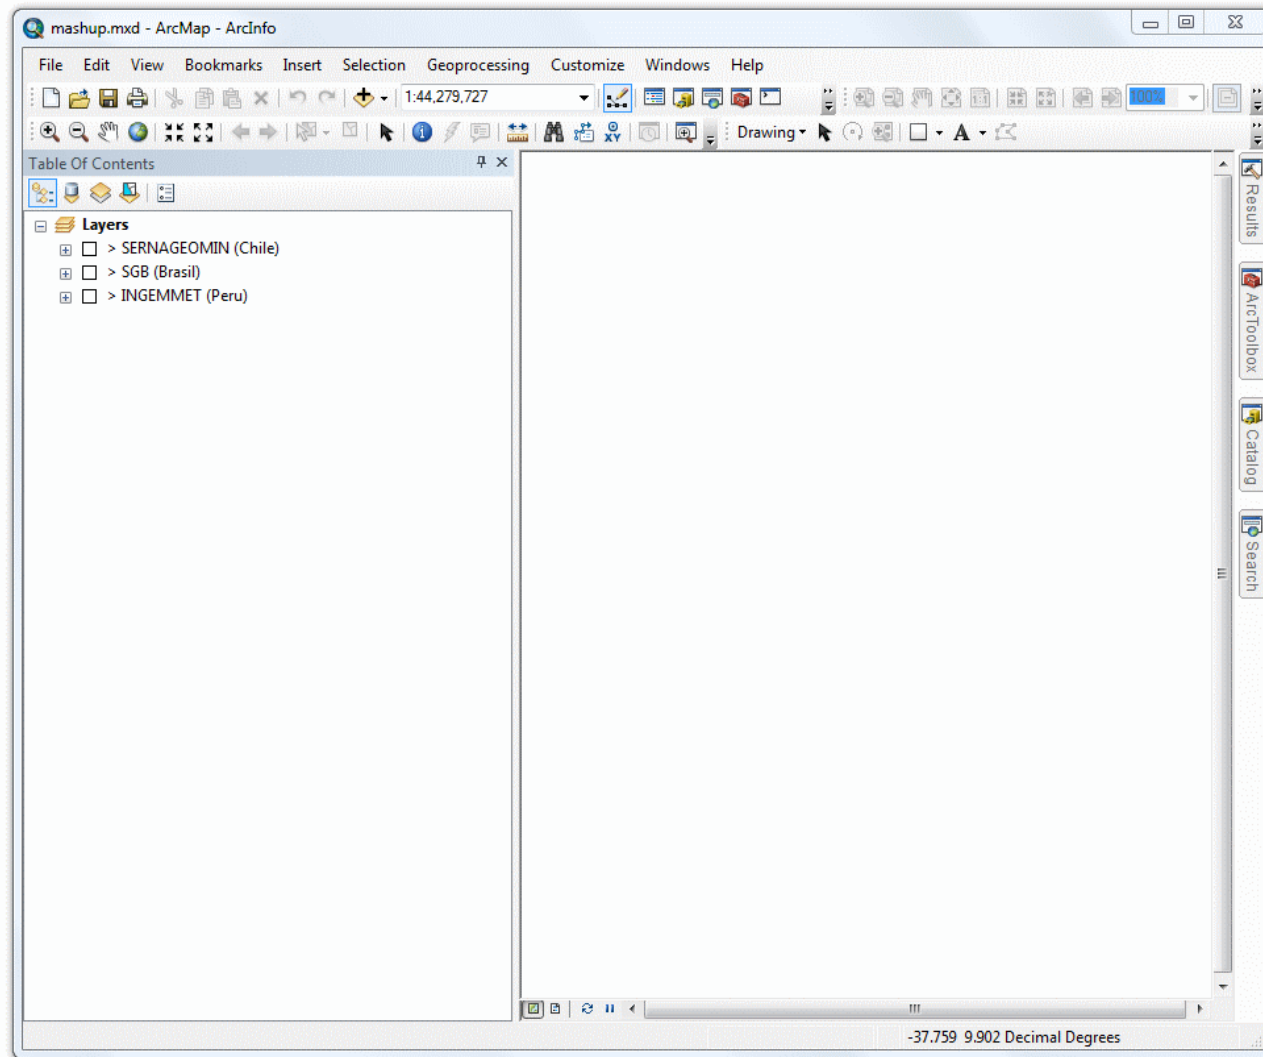 mashup.mxd - ArcMap - ArcInfo
File Edit View Bookmarks Insert Selection Geoprocessing Customize Windows Help
1:44,279,727
100%
Drawing
Table Of Contents
Layers
> SERNAGEOMIN (Chile)
> SGB (Brasil)
> INGEMMET (Peru)
Results
ArcToolbox
Catalog
Search
-37.759 9.902 Decimal Degrees